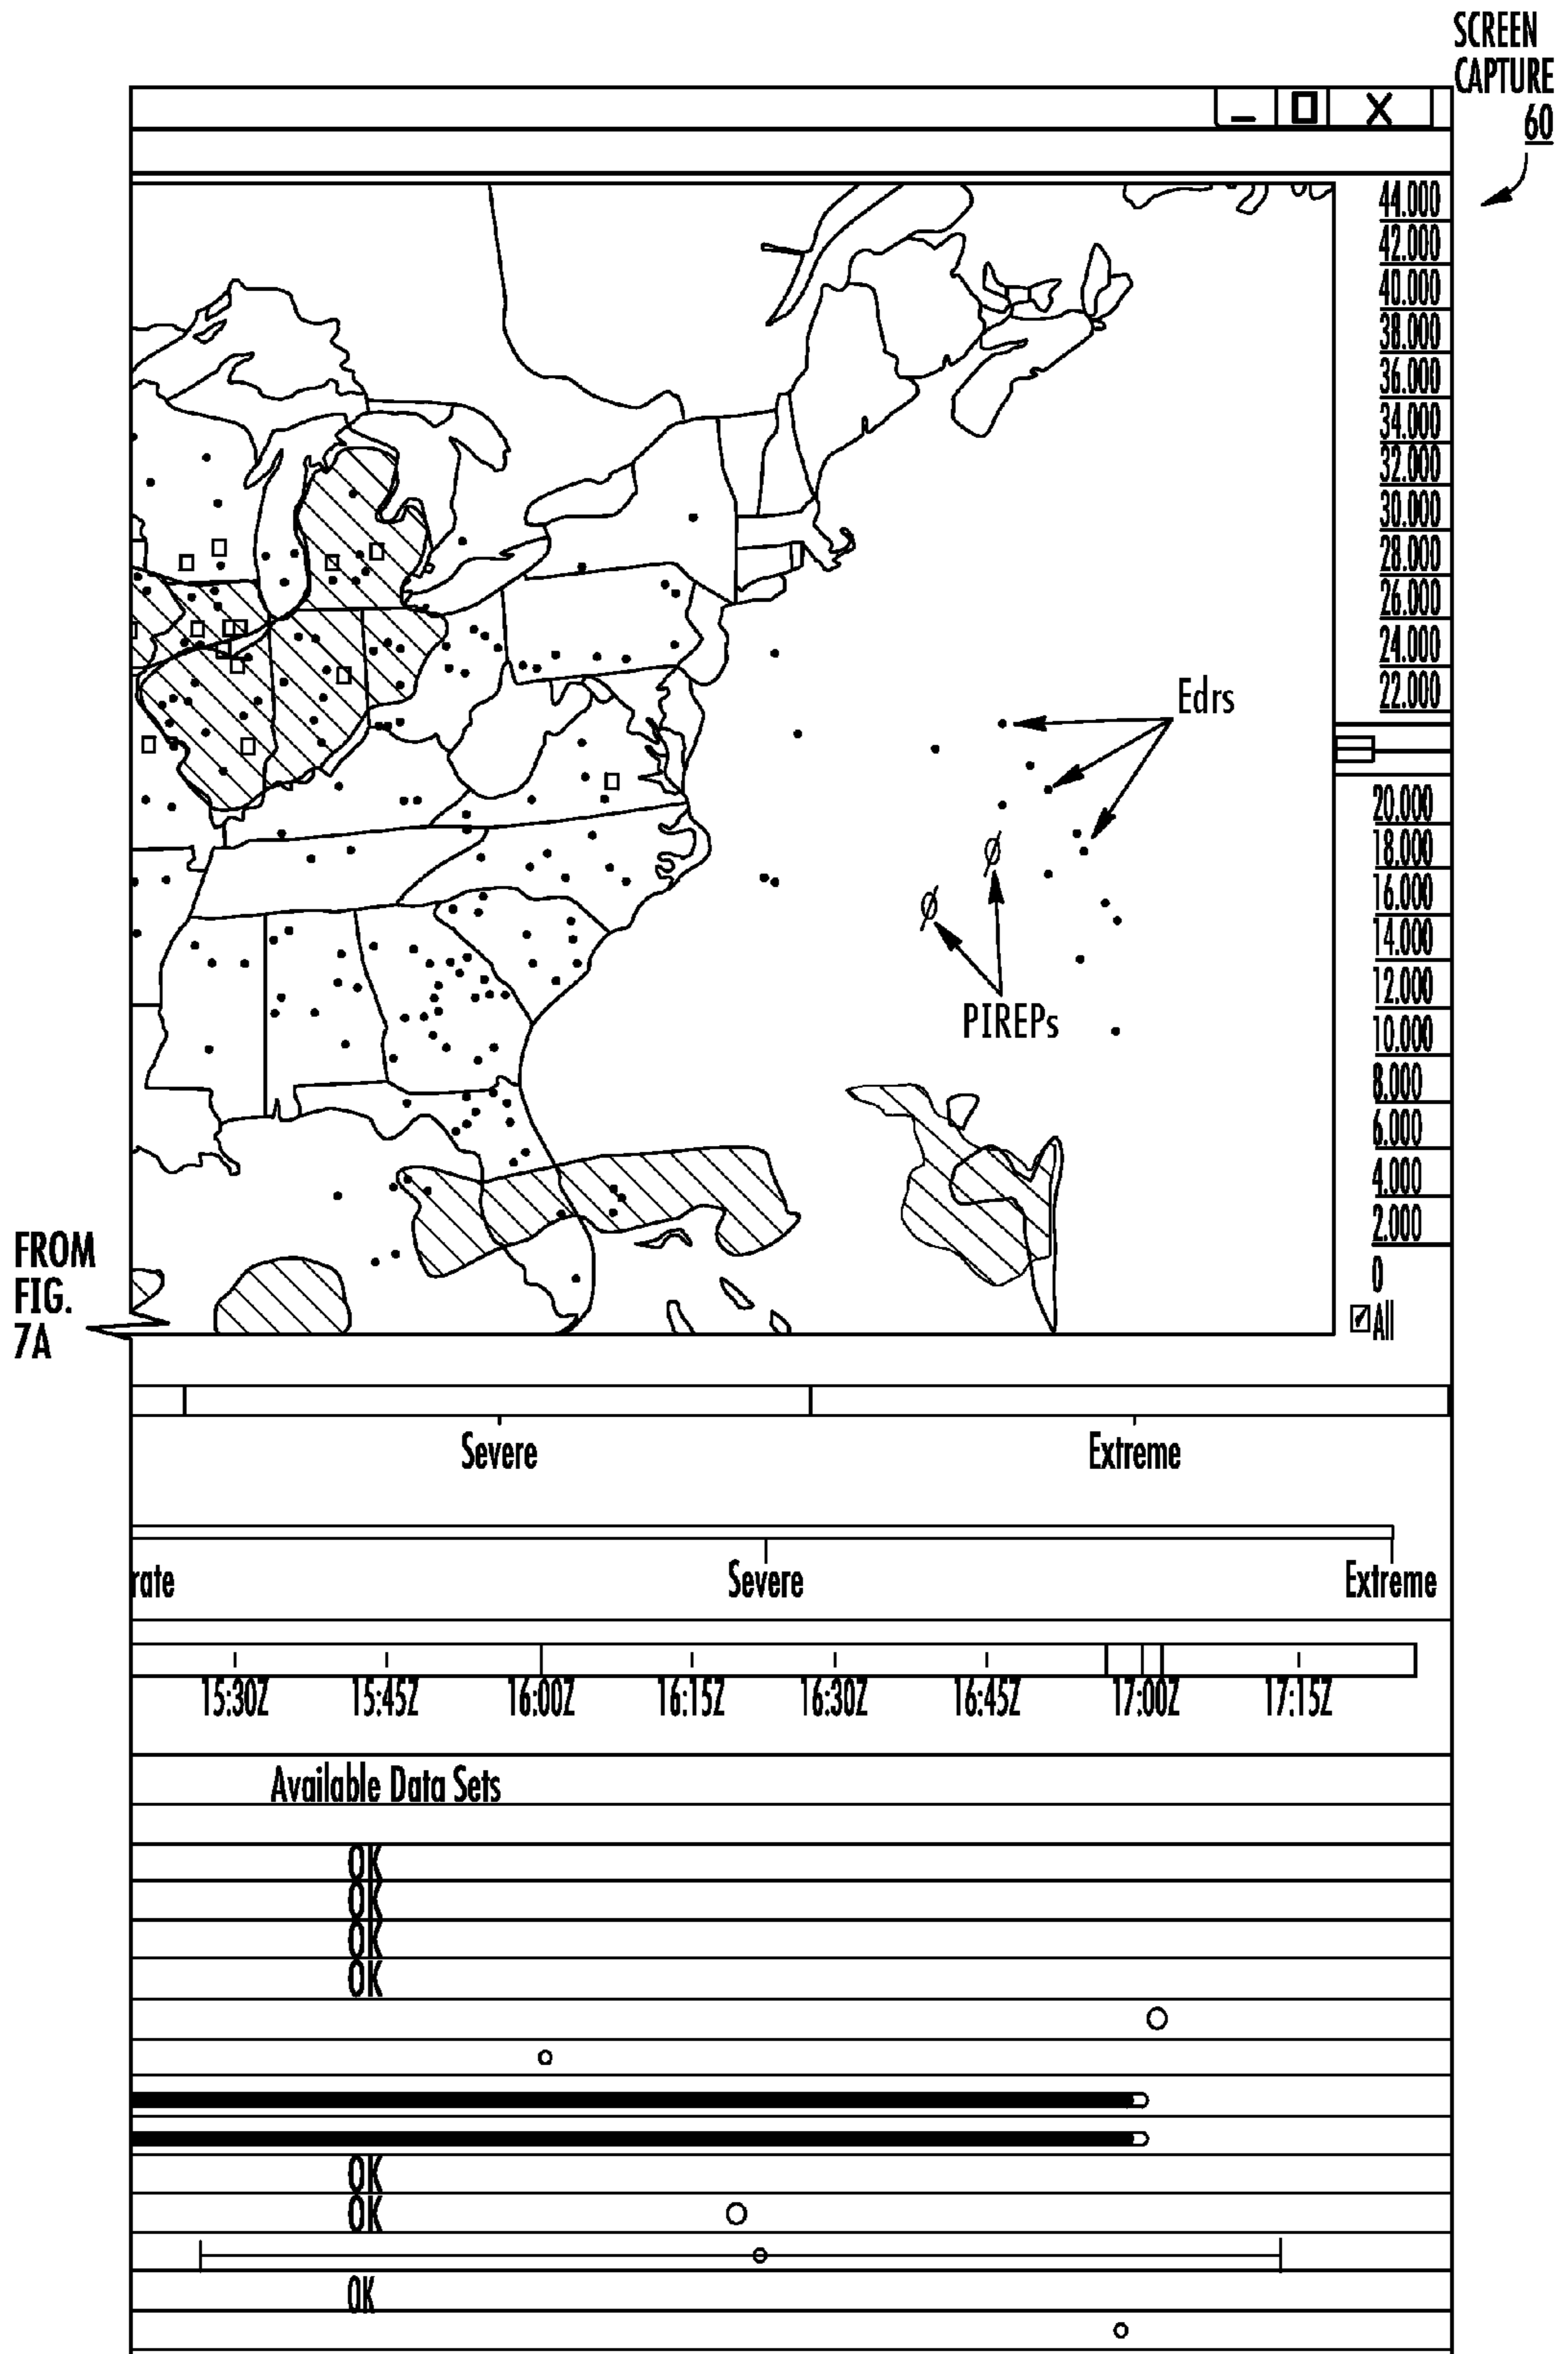 SCREEN
CAPTURE
60
X
44.000
42.000
40.000
38.000
36.000
34.000
32.000
30.000
28.000
26.000
24.000
22.000
20.000
18.000
16.000
14.000
12.000
10.000
8.000
6.000
4.000
2.000
0
All
Edrs
PIREPs
FROM
FIG.
7A
Severe Extreme
rate Severe Extreme
15:30Z 15:45Z 16:00Z 16:15Z 16:30Z 16:45Z 17:00Z 17:15Z
Available Data Sets
OK
OK
OK
OK
OK
OK
OK